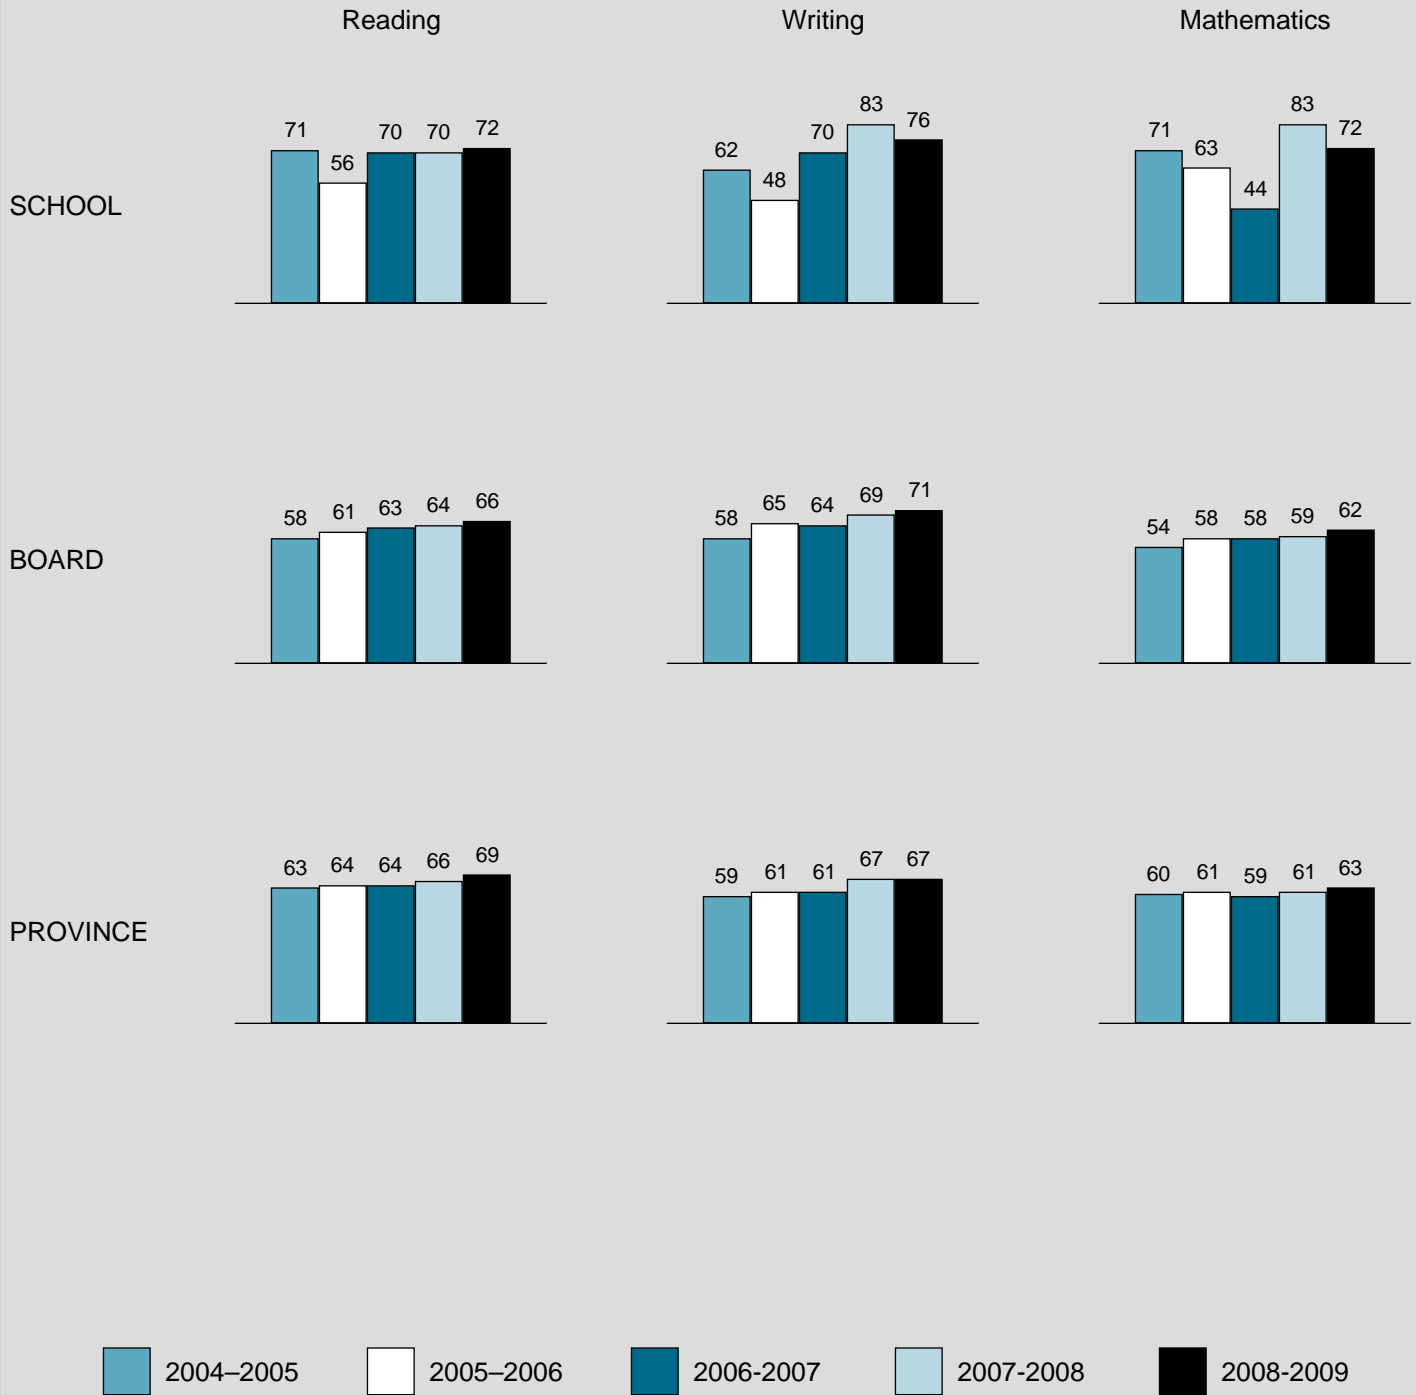 Reading Writing Mathematics
SCHOOL
71 56 70 70 72
62 48 70 83 76
71 63 44 83 72
BOARD
58 61 63 64 66
58 65 64 69 71
54 58 58 59 62
PROVINCE
63 64 64 66 69
59 61 61 67 67
60 61 59 61 63
2004–2005 2005–2006 2006-2007 2007-2008 2008-2009